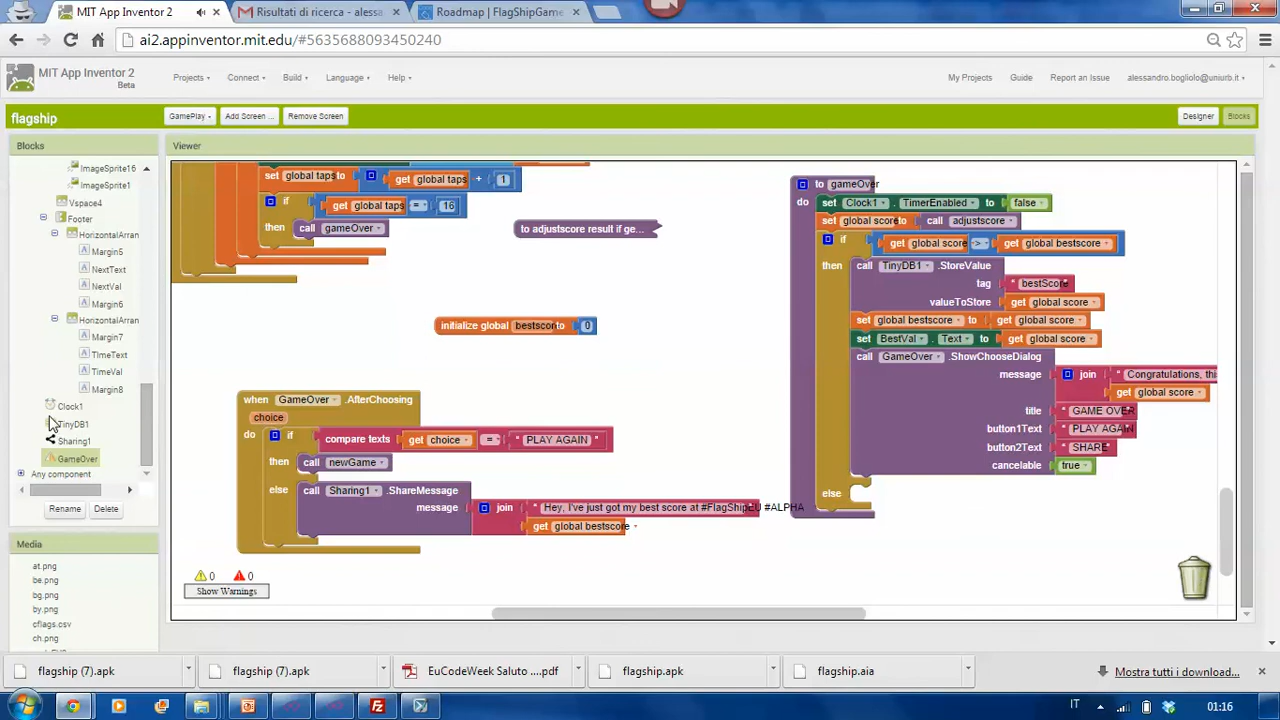 MIT App Inventor 2
Risultati di ricerca - alessa
Roadmap | FlagShipGame
ai2.appinventor.mit.edu/#5635688093450240
MIT App Inventor 2
Beta
Projects
Connect
Build
Language
Help
My Projects
Guide
Report an Issue
alessandro.bogliolo@uniurb.it
flagship
GamePlay
Add Screen ...
Remove Screen
Designer
Blocks
Blocks
Viewer
ImageSprite16
ImageSprite1
Vspace4
Footer
HorizontalArran
Margin5
NextText
NextVal
Margin6
HorizontalArran
Margin7
TimeText
TimeVal
Margin8
Clock1
TinyDB1
Sharing1
GameOver
Any component
Rename
Delete
Media
at.png
be.png
bg.png
by.png
cflags.csv
ch.png
set global taps to get global taps + 1
if get global taps = 16
then call gameOver
to adjustscore result if ge...
initialize global bestscore to 0
when GameOver .AfterChoosing
choice
do if compare texts get choice = " PLAY AGAIN "
then call newGame
else call Sharing1 .ShareMessage
message join " Hey, I've just got my best score at #FlagShipEU #ALPHA
get global bestscore
to gameOver
do set Clock1 . TimerEnabled to false
set global score to call adjustscore
if get global score > get global bestscore
then call TinyDB1 .StoreValue
tag " bestScore "
valueToStore get global score
set global bestscore to get global score
set BestVal . Text to get global score
call GameOver .ShowChooseDialog
message join " Congratulations, this
get global score
title " GAME OVER "
button1Text " PLAY AGAIN "
button2Text " SHARE "
cancelable true
else
0 0
Show Warnings
flagship (7).apk
flagship (7).apk
EuCodeWeek Saluto ....pdf
flagship.apk
flagship.aia
Mostra tutti i download...
IT
01:16